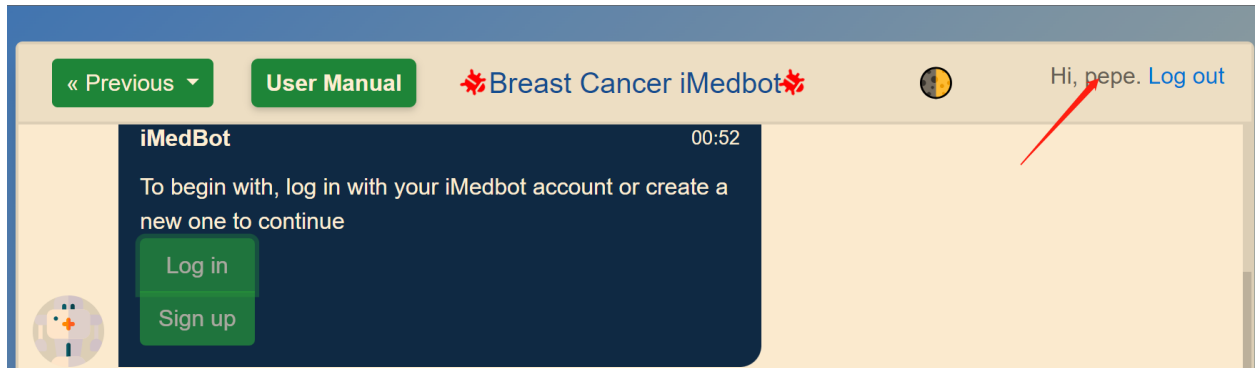 « Previous
User Manual
Breast Cancer iMedbot
Hi, pepe. Log out
iMedBot
00:52
To begin with, log in with your iMedbot account or create a
new one to continue
Log in
Sign up